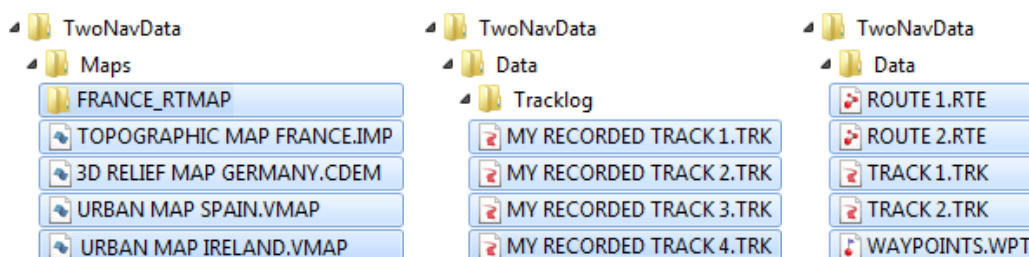 TwoNavData
Maps
FRANCE_RTMAP
TOPOGRAPHIC MAP FRANCE.IMP
3D RELIEF MAP GERMANY.CDEM
URBAN MAP SPAIN.VMAP
URBAN MAP IRELAND.VMAP
TwoNavData
Data
Tracklog
MY RECORDED TRACK 1.TRK
MY RECORDED TRACK 2.TRK
MY RECORDED TRACK 3.TRK
MY RECORDED TRACK 4.TRK
TwoNavData
Data
ROUTE 1.RTE
ROUTE 2.RTE
TRACK 1.TRK
TRACK 2.TRK
WAYPOINTS.WPT